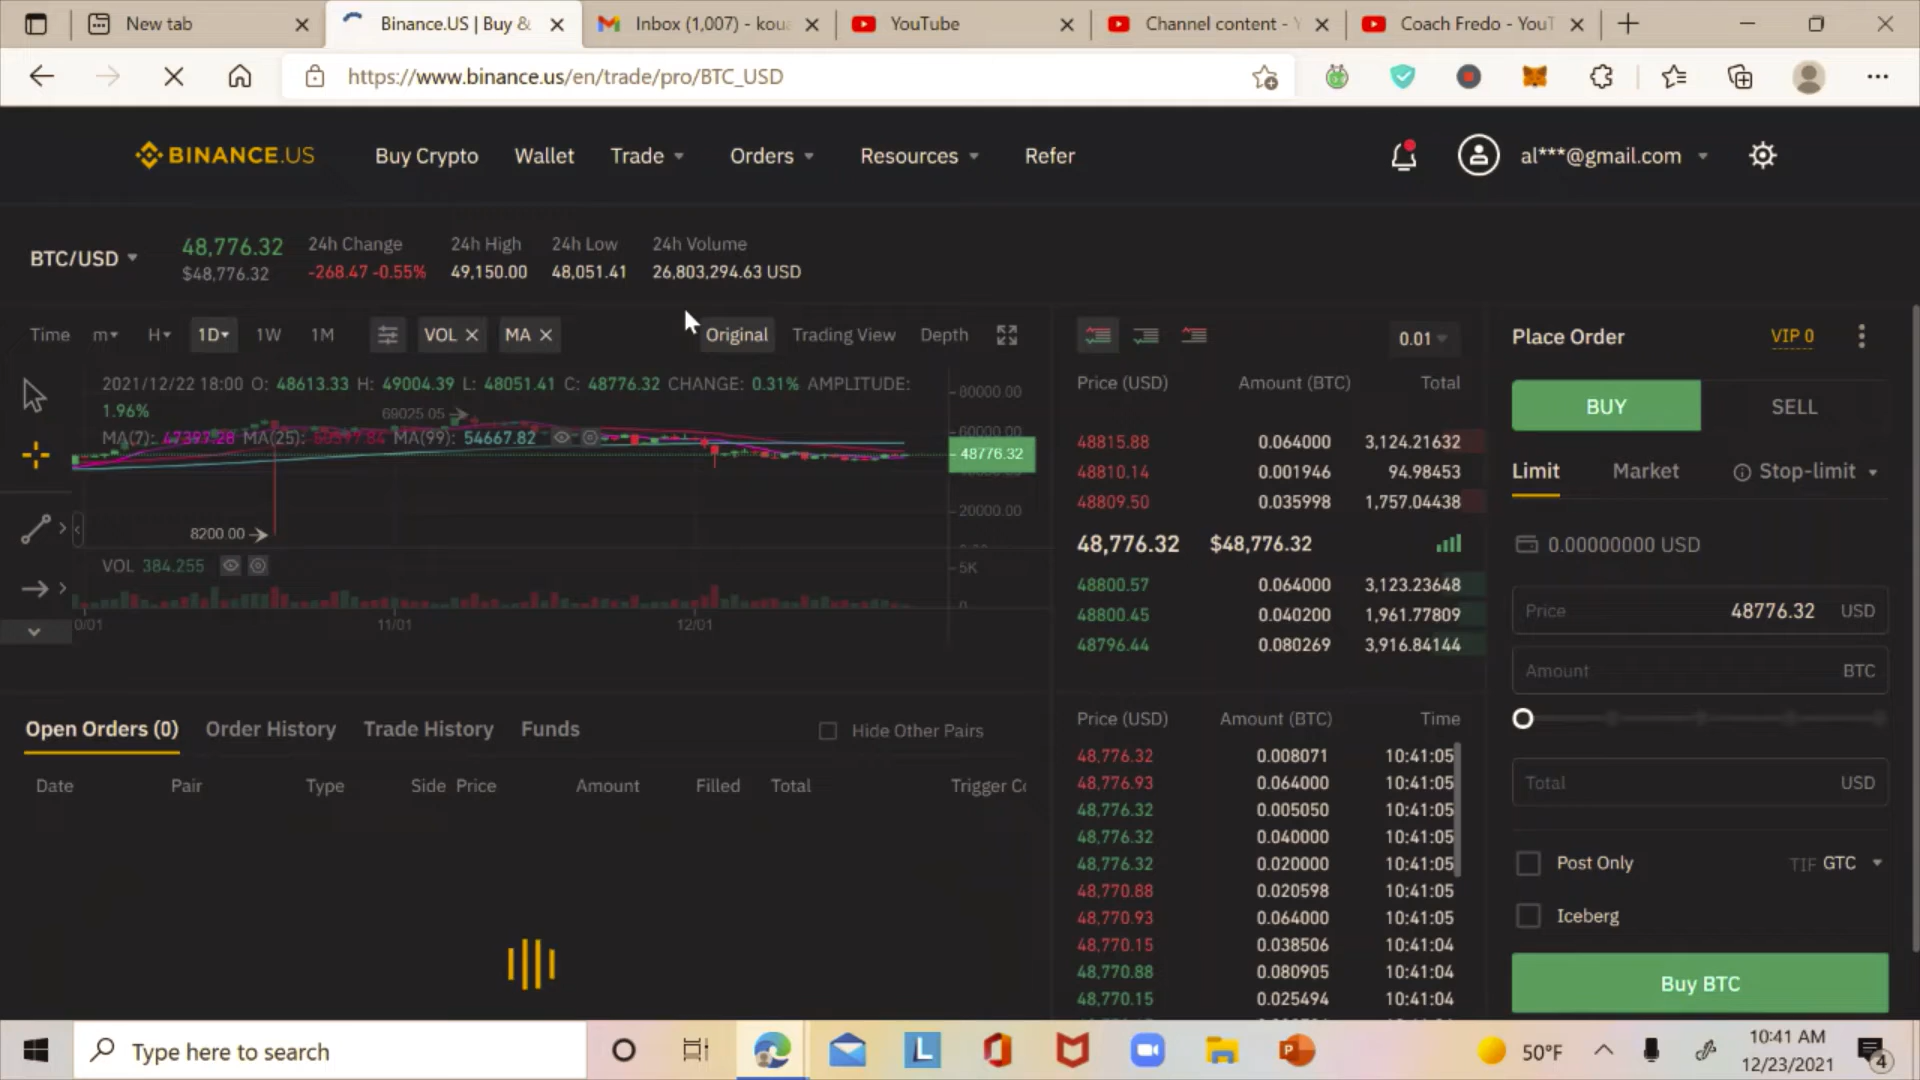 New tab
Binance.US | Buy &
Inbox (1,007) - kou
YouTube
Channel content - Y
Coach Fredo - YouT
https://www.binance.us/en/trade/pro/BTC_USD
BINANCE.US
Buy Crypto
Wallet
Trade
Orders
Resources
Refer
al***@gmail.com
BTC/USD
48,776.32
$48,776.32
24h Change
-268.47 -0.55%
24h High
49,150.00
24h Low
48,051.41
24h Volume
26,803,294.63 USD
Time m H 1D 1W 1M VOL MA Original Trading View Depth
2021/12/22 18:00 O: 48613.33 H: 49004.39 L: 48051.41 C: 48776.32 CHANGE: 0.31% AMPLITUDE:
1.96%
69025.05
MA(7): 47397.28 MA(25): MA(99): 54667.82
80000.00
60000.00
48776.32
20000.00
8200.00
VOL 384.255
5K
0
0/01 11/01 12/01
Open Orders (0) Order History Trade History Funds
Hide Other Pairs
Date Pair Type Side Price Amount Filled Total Trigger Co
0.01
Price (USD) Amount (BTC) Total
48815.88 0.064000 3,124.21632
48810.14 0.001946 94.98453
48809.50 0.035998 1,757.04438
48,776.32 $48,776.32
48800.57 0.064000 3,123.23648
48800.45 0.040200 1,961.77809
48796.44 0.080269 3,916.84144
Price (USD) Amount (BTC) Time
48,776.32 0.008071 10:41:05
48,776.93 0.064000 10:41:05
48,776.32 0.005050 10:41:05
48,776.32 0.040000 10:41:05
48,776.32 0.020000 10:41:05
48,770.88 0.020598 10:41:05
48,770.93 0.064000 10:41:05
48,770.15 0.038506 10:41:04
48,770.88 0.080905 10:41:04
48,770.15 0.025494 10:41:04
Place Order
VIP 0
BUY
SELL
Limit
Market
Stop-limit
0.00000000 USD
Price 48776.32 USD
Amount BTC
Total USD
Post Only
TIF GTC
Iceberg
Buy BTC
Type here to search
50°F
10:41 AM
12/23/2021
4